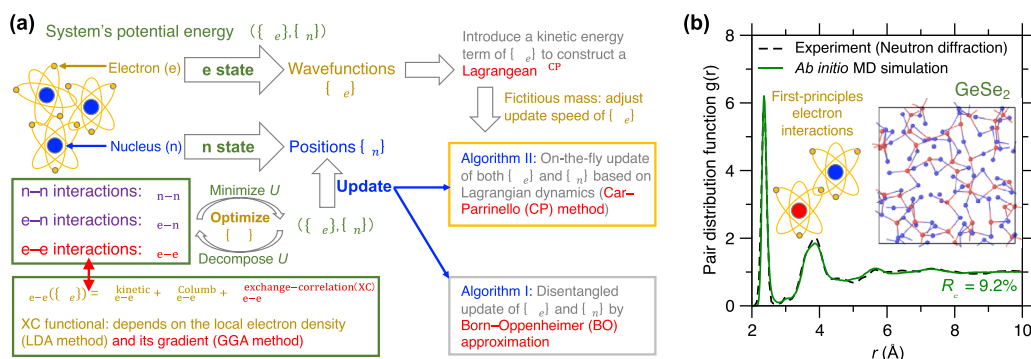 (a)
System's potential energy ({ e},{ n})
Electron (e)
e state
Wavefunctions
{ e}
Introduce a kinetic energy
term of { e} to construct a
Lagrangean CP
Fictitious mass: adjust
update speed of { e}
Nucleus (n)
n state
Positions { n}
Update
Algorithm II: On-the-fly update
of both { e} and { n} based on
Lagrangian dynamics (Car–
Parrinello (CP) method)
n–n interactions: n–n
e–n interactions: e–n
e–e interactions: e–e
Minimize U
Optimize
{ }
Decompose U
({ e},{ n})
e–e({ e}) = kinetic e–e + Columb e–e + exchange–correlation(XC) e–e
XC functional: depends on the local electron density
(LDA method) and its gradient (GGA method)
Algorithm I: Disentangled
update of { e} and { n} by
Born–Oppenheimer (BO)
approximation
(b)
Pair distribution function g(r)
8
6
4
2
0
Experiment (Neutron diffraction)
Ab initio MD simulation
GeSe2
First-principles
electron
interactions
Rc = 9.2%
2 4 6 8 10
r (Å)